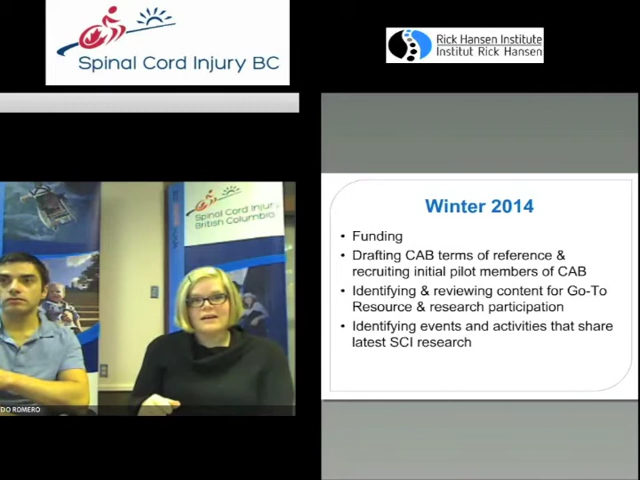 Spinal Cord Injury BC
Rick Hansen Institute
Institut Rick Hansen
Spinal Cord Injury
British Columbia
DO ROMERO
Winter 2014
• Funding
• Drafting CAB terms of reference &
recruiting initial pilot members of CAB
• Identifying & reviewing content for Go-To
Resource & research participation
• Identifying events and activities that share
latest SCI research